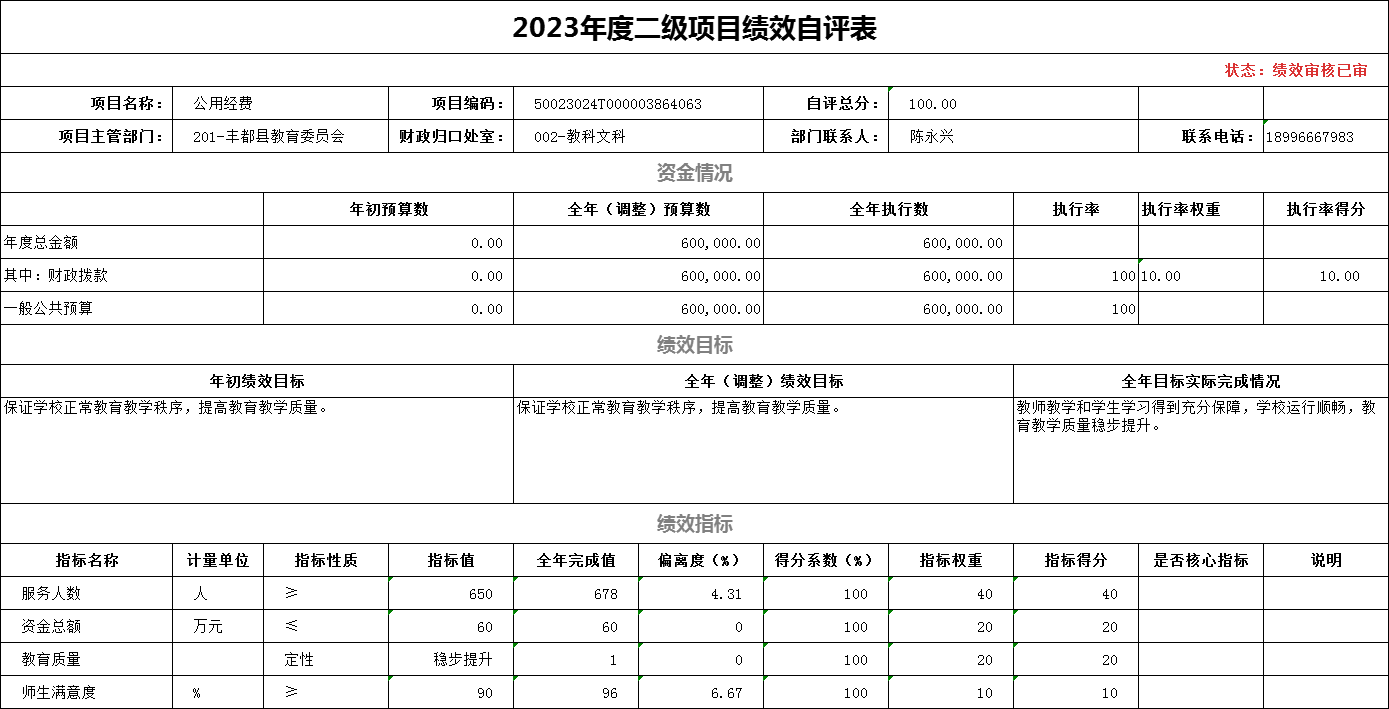 2023年度二级项目绩效自评表
状态：绩效审核已审
项目名称： 公用经费 项目编码： 50023024T000003864063 自评总分： 100.00
项目主管部门： 201-丰都县教育委员会 财政归口处室： 002-教科文科 部门联系人： 陈永兴 联系电话： 18996667983
资金情况
年初预算数 全年（调整）预算数 全年执行数 执行率 执行率权重 执行率得分
年度总金额 0.00 600,000.00 600,000.00
其中：财政拨款 0.00 600,000.00 600,000.00 100 10.00 10.00
一般公共预算 0.00 600,000.00 600,000.00 100
绩效目标
年初绩效目标 全年（调整）绩效目标 全年目标实际完成情况
保证学校正常教育教学秩序，提高教育教学质量。 保证学校正常教育教学秩序，提高教育教学质量。 教师教学和学生学习得到充分保障，学校运行顺畅，教
育教学质量稳步提升。
绩效指标
指标名称 计量单位 指标性质 指标值 全年完成值 偏离度（%） 得分系数（%） 指标权重 指标得分 是否核心指标 说明
服务人数 人 ≥ 650 678 4.31 100 40 40
资金总额 万元 ≤ 60 60 0 100 20 20
教育质量 定性 稳步提升 1 0 100 20 20
师生满意度 % ≥ 90 96 6.67 100 10 10